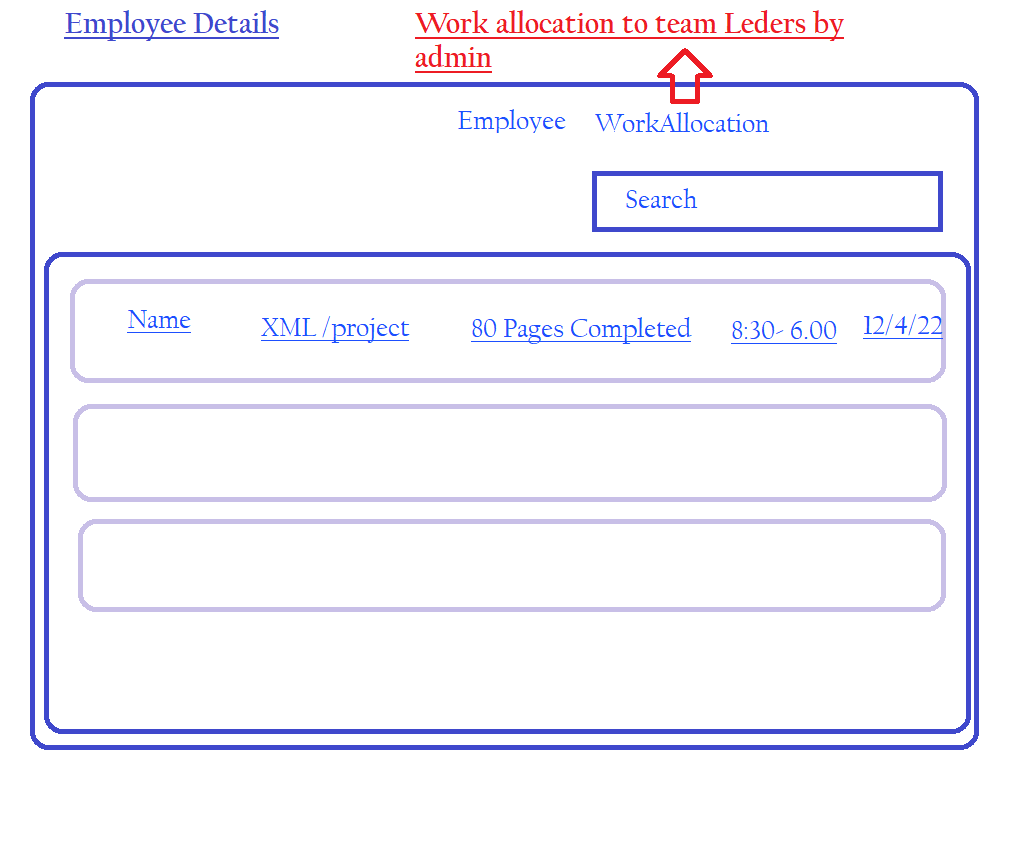 Employee Details
Work allocation to team Leders by
admin
Employee WorkAllocation
Search
Name XML /project 80 Pages Completed 8:30- 6.00 12/4/22